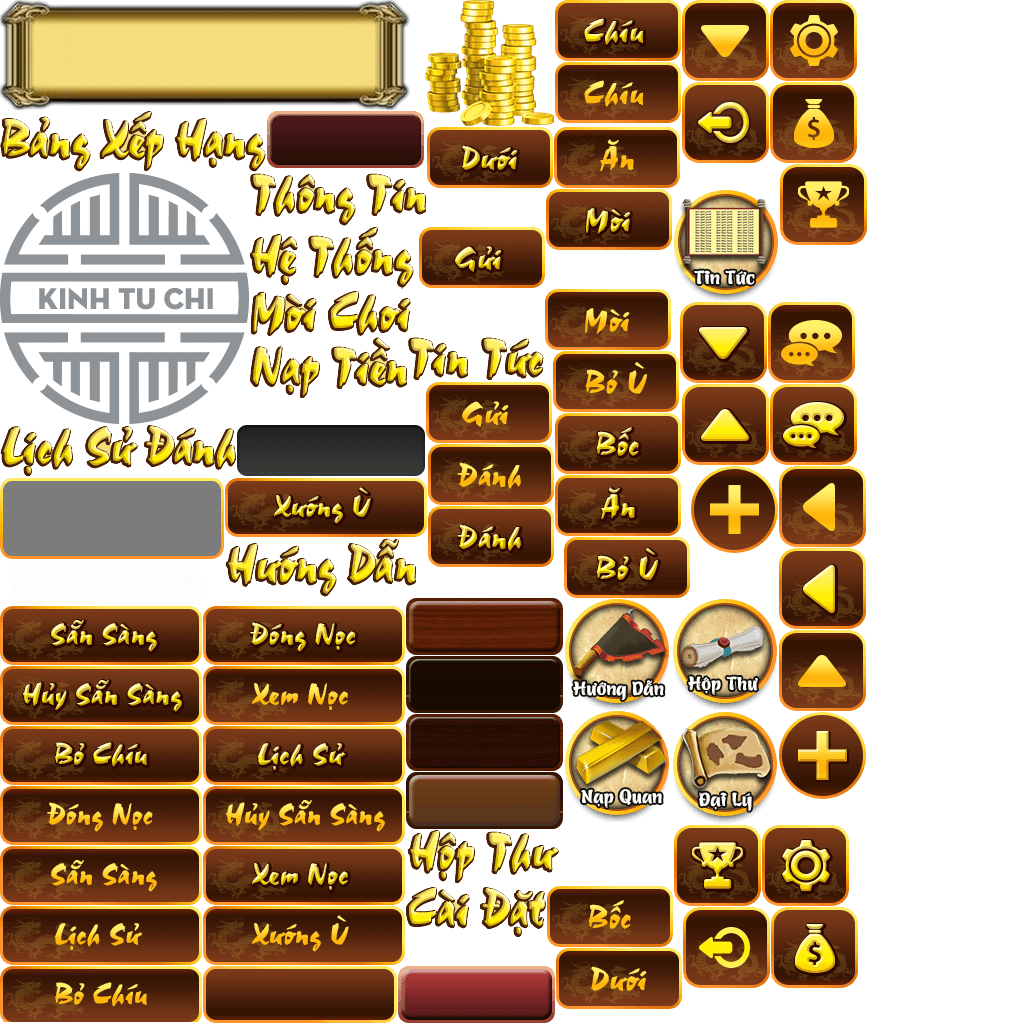 Chíu
Chíu
Bảng Xếp Hạng
Dưới
Ăn
Thông Tin
Mời
Tin Tức
Hệ Thống
Gửi
KINH TU CHI
Mời Chơi
Mời
Nạp Tiền
Tin Tức
Bỏ Ù
Gửi
Lịch Sử Đánh
Bốc
Đánh
Xướng Ù
Ăn
Đánh
Hướng Dẫn
Bỏ Ù
Sẵn Sàng
Đóng Nọc
Hủy Sẵn Sàng
Xem Nọc
Hướng Dẫn
Hộp Thư
Bỏ Chíu
Lịch Sử
Đóng Nọc
Hủy Sẵn Sàng
Nạp Quan
Đại Lý
Hộp Thư
Sẵn Sàng
Xem Nọc
Cài Đặt
Bốc
Lịch Sử
Xướng Ù
Bỏ Chíu
Dưới